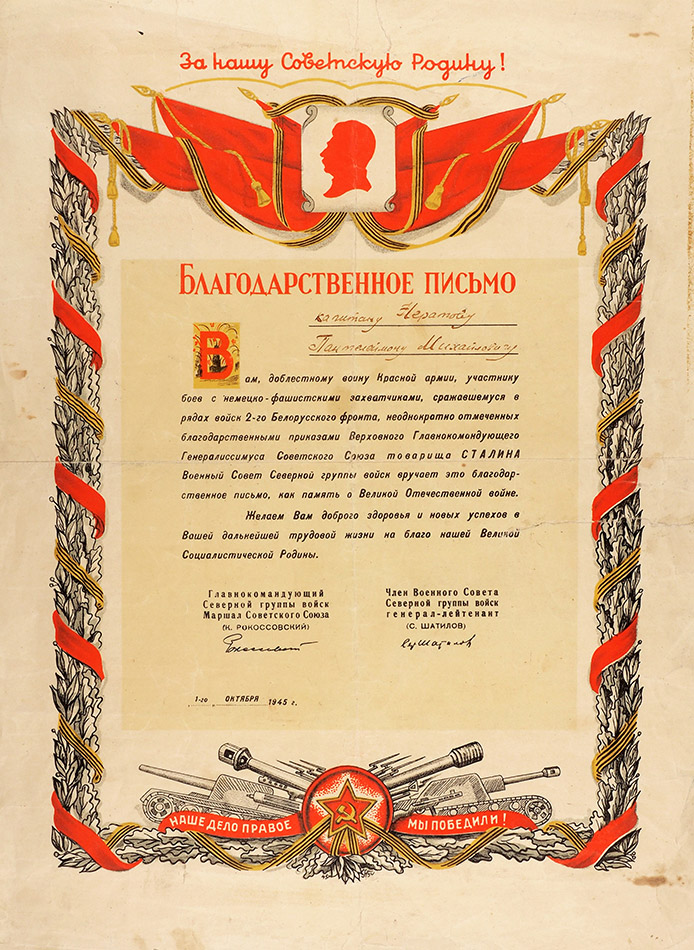 За нашу Советскую Родину!
БЛАГОДАРСТВЕННОЕ ПИСЬМО
капитану Нератову
Пантелеймону Михайловичу
Вам, доблестному воину Красной армии, участнику
боев с немецко-фашистскими захватчиками, сражавшемуся в
рядах войск 2-го Белорусского фронта, неоднократно отмеченных
благодарственными приказами Верховного Главнокомандующего
Генералиссимуса Советского Союза товарища СТАЛИНА
Военный Совет Северной группы войск вручает это благодар-
ственное письмо, как память о Великой Отечественной войне.
Желаем Вам доброго здоровья и новых успехов в
Вашей дальнейшей трудовой жизни на благо нашей Великой
Социалистической Родины.
Главнокомандующий
Северной группы войск
Маршал Советского Союза
(К. РОКОССОВСКИЙ)
Член Военного Совета
Северной группы войск
генерал-лейтенант
(С. ШАТИЛОВ)
1-го ОКТЯБРЯ 1945 г.
НАШЕ ДЕЛО ПРАВОЕ
МЫ ПОБЕДИЛИ!